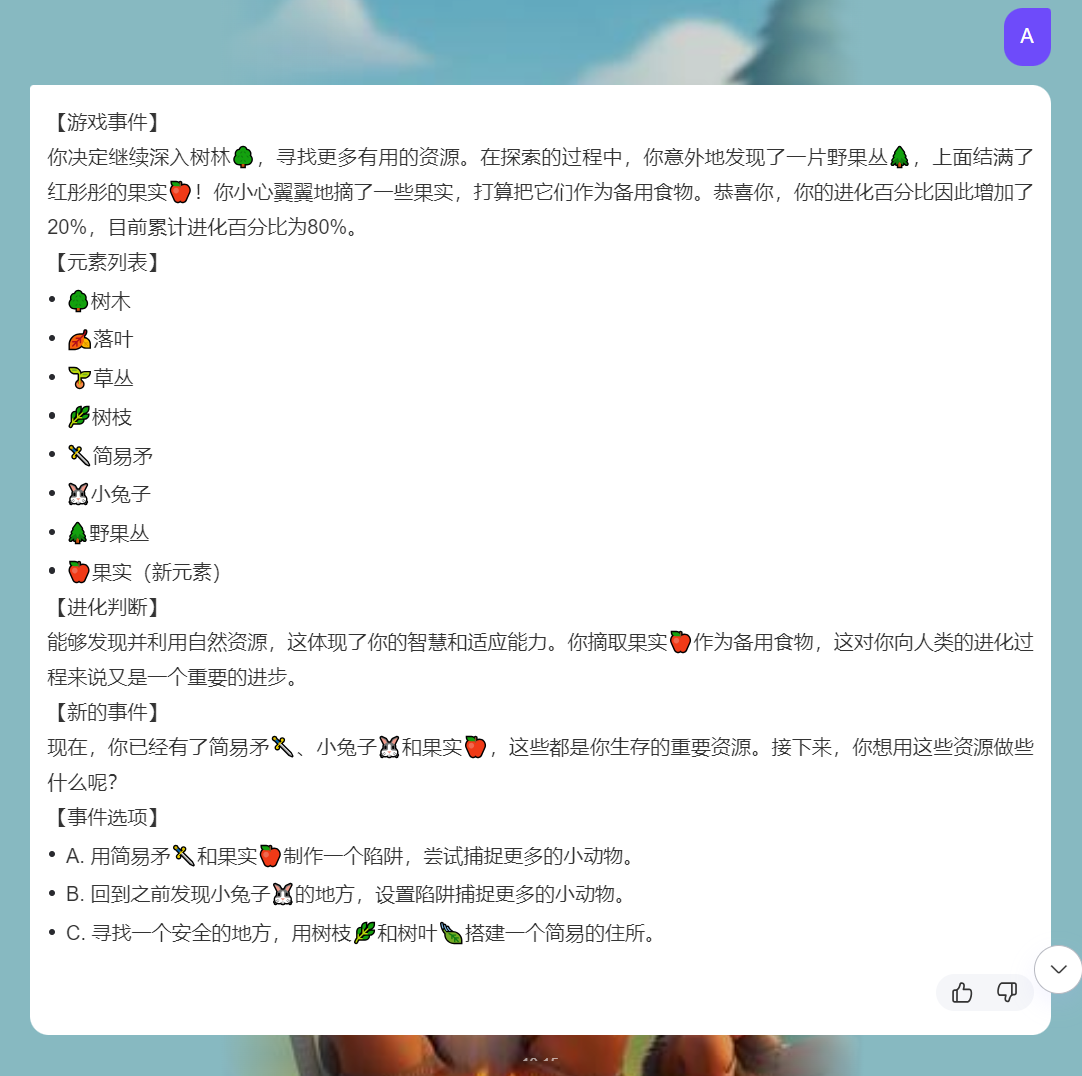 A
【游戏事件】
你决定继续深入树林🌳，寻找更多有用的资源。在探索的过程中，你意外地发现了一片野果丛🌲，上面结满了
红彤彤的果实🍎！你小心翼翼地摘了一些果实，打算把它们作为备用食物。恭喜你，你的进化百分比因此增加了
20%，目前累计进化百分比为80%。
【元素列表】
• 🌳树木
• 🍂落叶
• 🌱草丛
• 🌿树枝
• 🗡️简易矛
• 🐰小兔子
• 🌲野果丛
• 🍎果实（新元素）
【进化判断】
能够发现并利用自然资源，这体现了你的智慧和适应能力。你摘取果实🍎作为备用食物，这对你向人类的进化过
程来说又是一个重要的进步。
【新的事件】
现在，你已经有了简易矛🗡️、小兔子🐰和果实🍎，这些都是你生存的重要资源。接下来，你想用这些资源做些
什么呢？
【事件选项】
• A. 用简易矛🗡️和果实🍎制作一个陷阱，尝试捕捉更多的小动物。
• B. 回到之前发现小兔子🐰的地方，设置陷阱捕捉更多的小动物。
• C. 寻找一个安全的地方，用树枝🌿和树叶🍃搭建一个简易的住所。